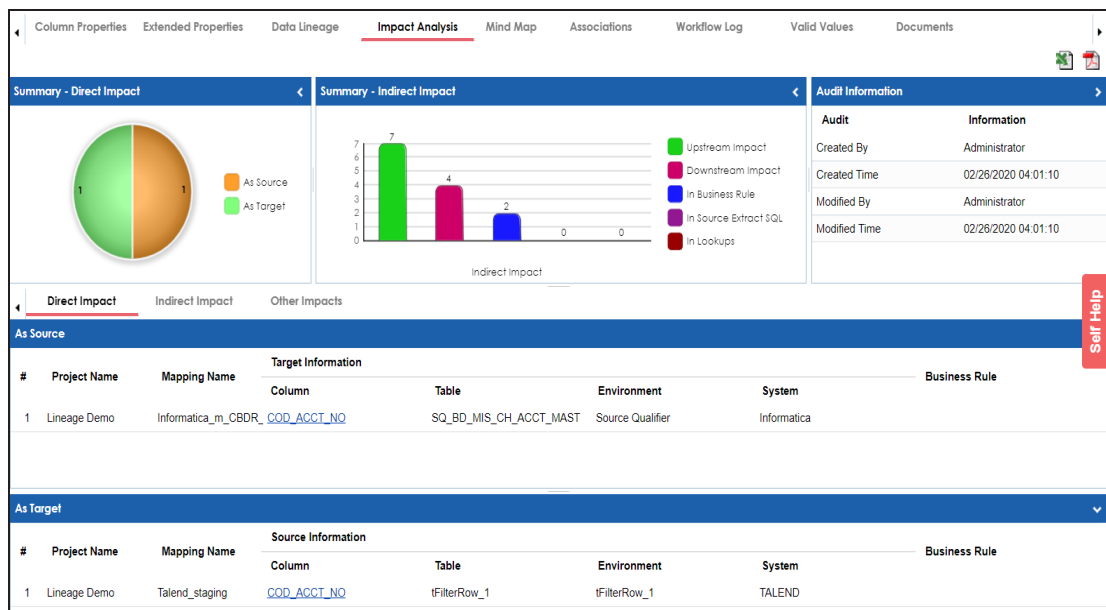 Column Properties Extended Properties Data Lineage Impact Analysis Mind Map Associations Workflow Log Valid Values Documents
Summary - Direct Impact
1 1
As Source
As Target
Summary - Indirect Impact
7
6
5
4
3
2
1
0
7 4 2 0 0
Indirect Impact
Upstream Impact
Downstream Impact
In Business Rule
In Source Extract SQL
In Lookups
Audit Information
Audit Information
Created By Administrator
Created Time 02/26/2020 04:01:10
Modified By Administrator
Modified Time 02/26/2020 04:01:10
Self Help
Direct Impact Indirect Impact Other Impacts
As Source
# Project Name Mapping Name Target Information Business Rule
Column Table Environment System
1 Lineage Demo Informatica_m_CBDR_ COD_ACCT_NO SQ_BD_MIS_CH_ACCT_MAST Source Qualifier Informatica
As Target
# Project Name Mapping Name Source Information Business Rule
Column Table Environment System
1 Lineage Demo Talend_staging COD_ACCT_NO tFilterRow_1 tFilterRow_1 TALEND